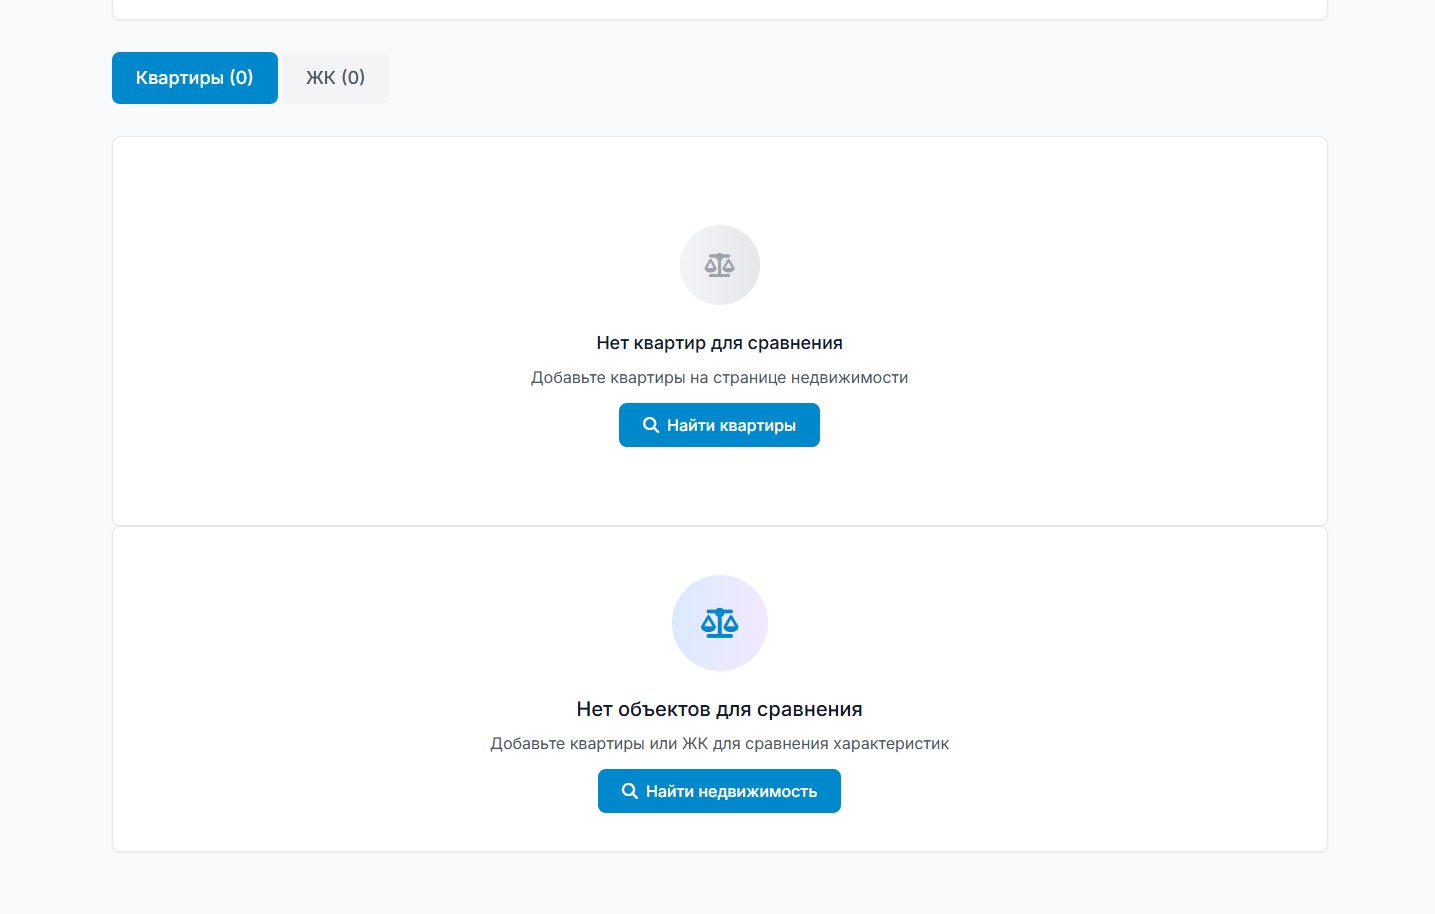 Квартиры (0)
ЖК (0)
Нет квартир для сравнения
Добавьте квартиры на странице недвижимости
Найти квартиры
Нет объектов для сравнения
Добавьте квартиры или ЖК для сравнения характеристик
Найти недвижимость